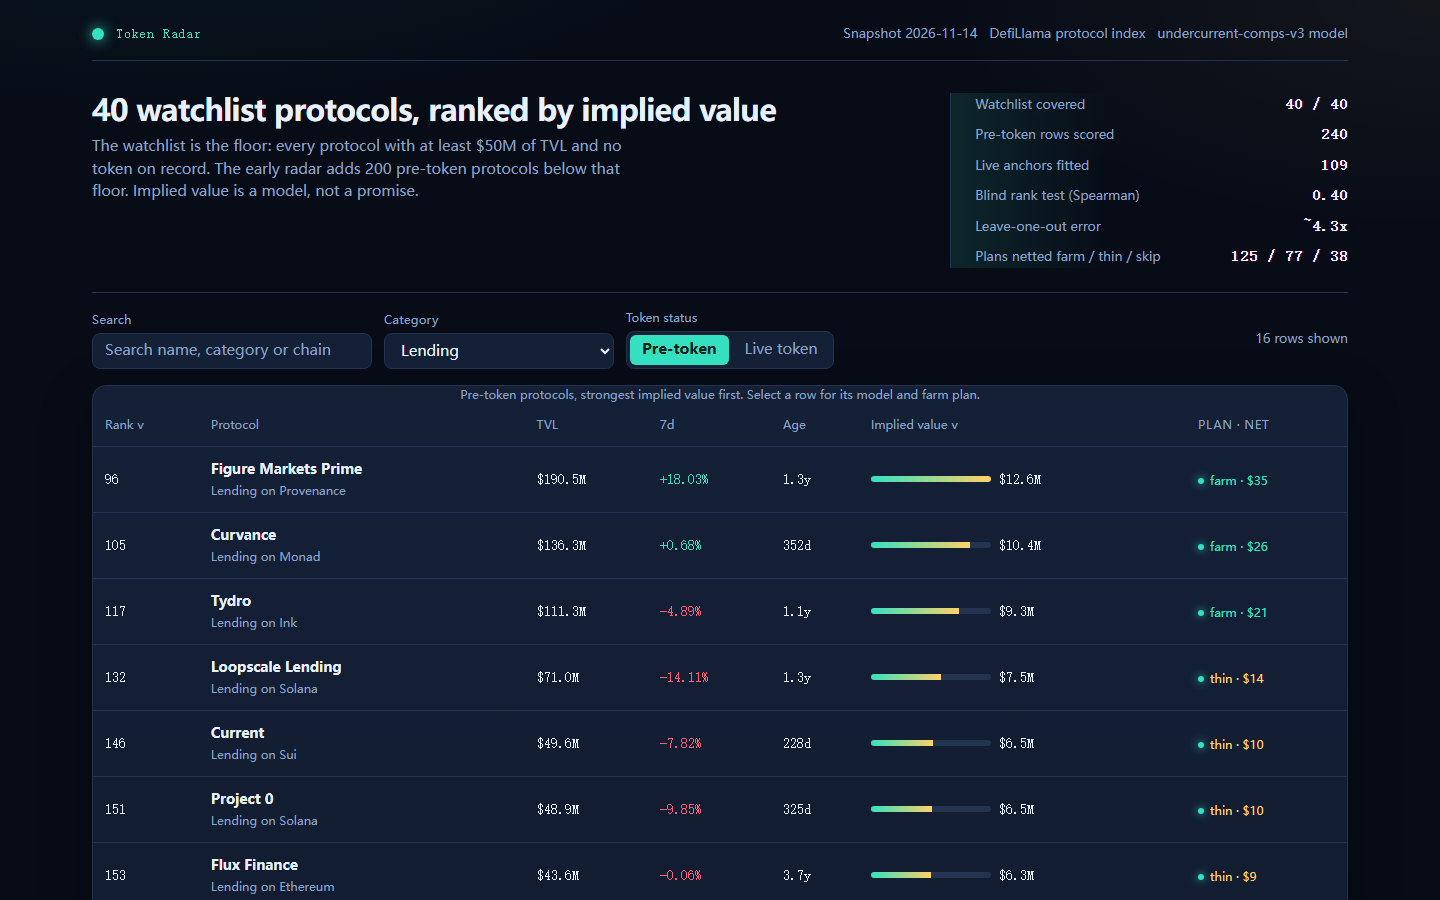 Token Radar
Snapshot 2026-11-14 DefiLlama protocol index undercurrent-comps-v3 model
40 watchlist protocols, ranked by implied value
The watchlist is the floor: every protocol with at least $50M of TVL and no
token on record. The early radar adds 200 pre-token protocols below that
floor. Implied value is a model, not a promise.
Watchlist covered 40 / 40
Pre-token rows scored 240
Live anchors fitted 109
Blind rank test (Spearman) 0.40
Leave-one-out error ~4.3x
Plans netted farm / thin / skip 125 / 77 / 38
Search
Category
Token status
Search name, category or chain
Lending
Pre-token
Live token
16 rows shown
Pre-token protocols, strongest implied value first. Select a row for its model and farm plan.
Rank v Protocol TVL 7d Age Implied value v PLAN · NET
96 Figure Markets Prime $190.5M +18.03% 1.3y $12.6M farm · $35
Lending on Provenance
105 Curvance $136.3M +0.68% 352d $10.4M farm · $26
Lending on Monad
117 Tydro $111.3M −4.89% 1.1y $9.3M farm · $21
Lending on Ink
132 Loopscale Lending $71.0M −14.11% 1.3y $7.5M thin · $14
Lending on Solana
146 Current $49.6M −7.82% 228d $6.5M thin · $10
Lending on Sui
151 Project 0 $48.9M −9.85% 325d $6.5M thin · $10
Lending on Solana
153 Flux Finance $43.6M −0.06% 3.7y $6.3M thin · $9
Lending on Ethereum